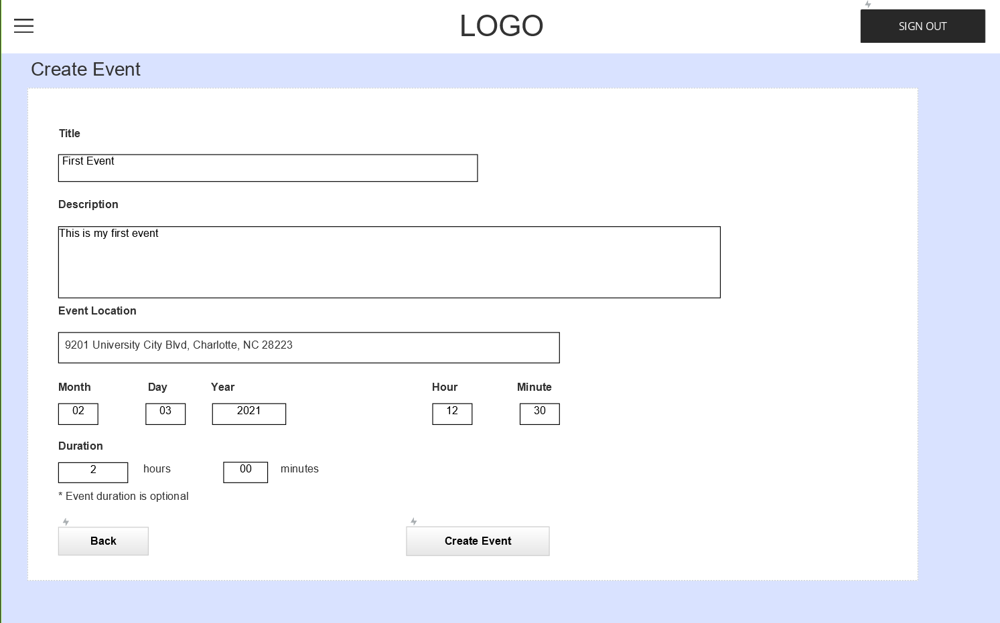 LOGO
SIGN OUT
Create Event
Title
First Event
Description
This is my first event
Event Location
9201 University City Blvd, Charlotte, NC 28223
Month Day Year Hour Minute
02 03 2021 12 30
Duration
2 hours 00 minutes
* Event duration is optional
Back Create Event